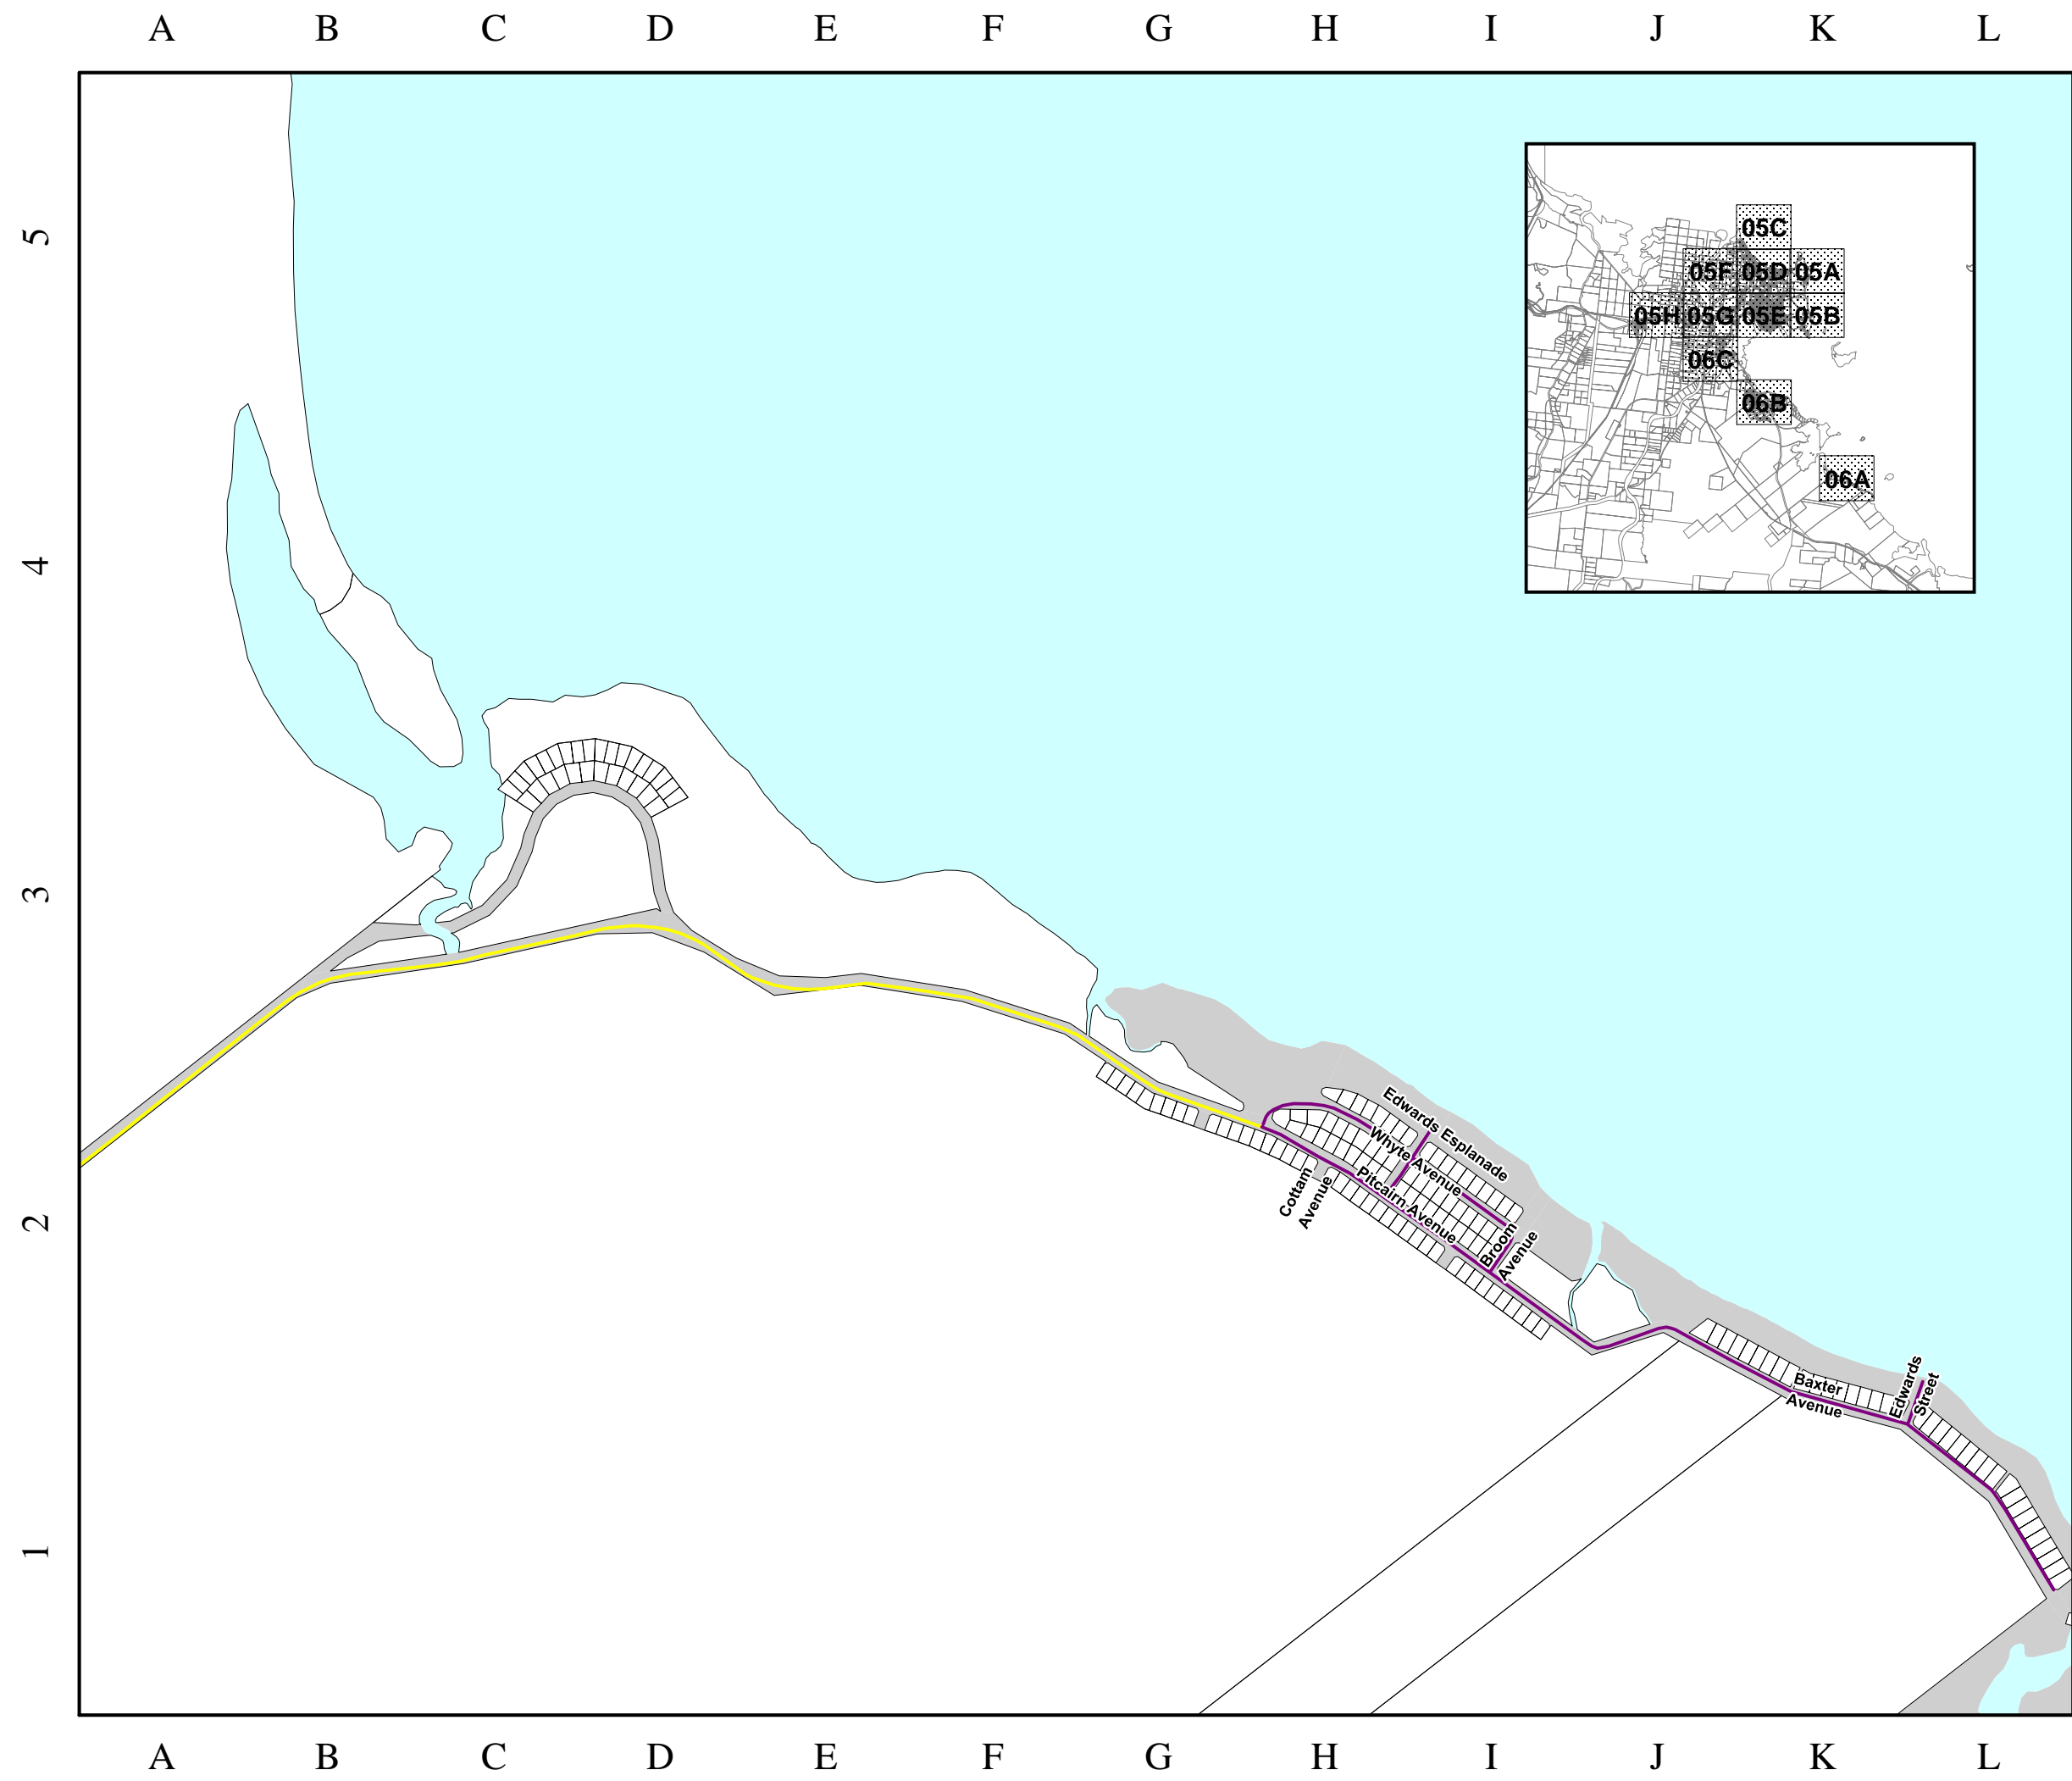 A B C D E F G H I J K L
5
05C
05F 05D 05A
05H 05G 05E 05B
06C
06B
06A
4
3
Edwards Esplanade
Whyte Avenue
Pitcairn Avenue
Cottam
Avenue
2
Broom
Avenue
Baxter
Avenue
Edwards
Street
1
A B C D E F G H I J K L